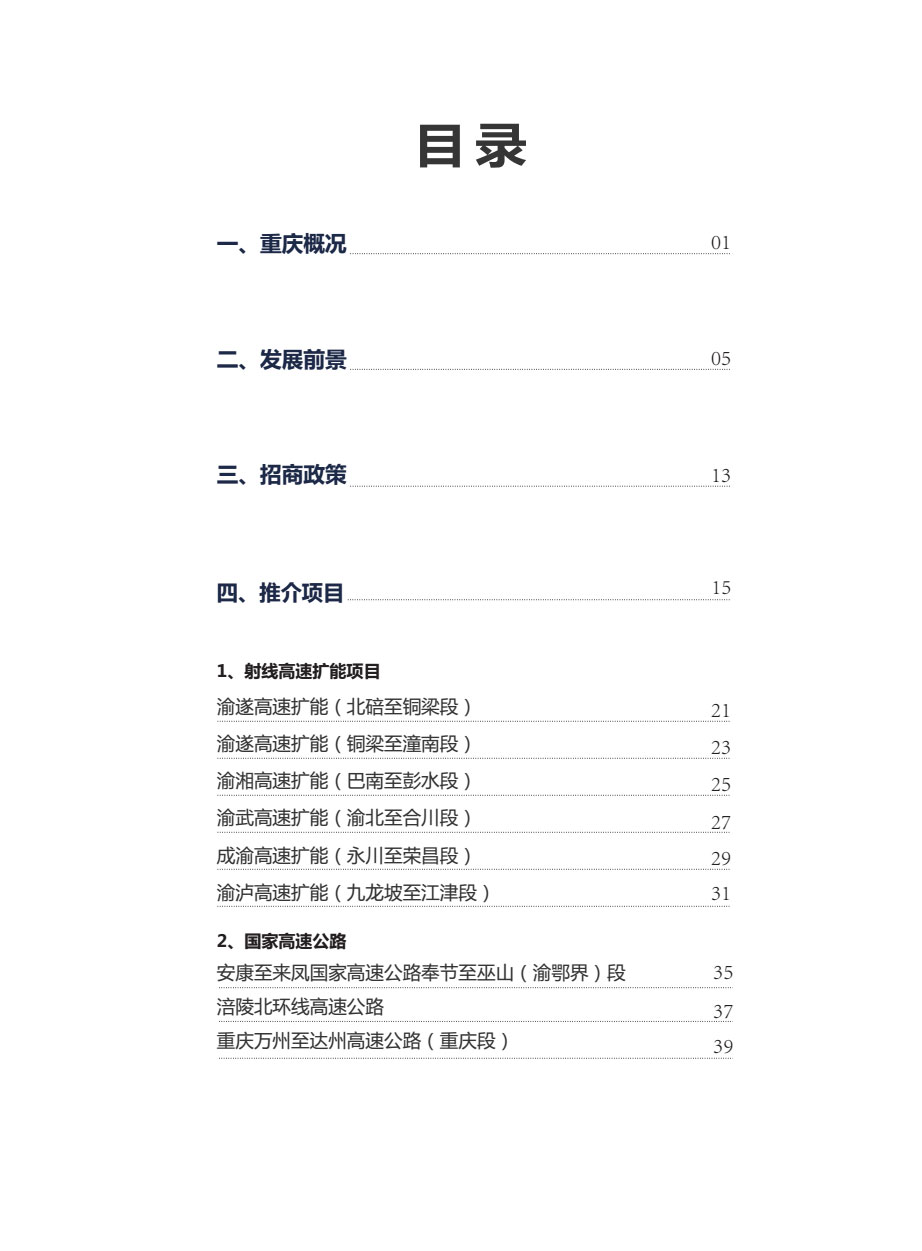 目录
一、重庆概况 01
二、发展前景 05
三、招商政策 13
四、推介项目 15
1、射线高速扩能项目
渝遂高速扩能（北碚至铜梁段） 21
渝遂高速扩能（铜梁至潼南段） 23
渝湘高速扩能（巴南至彭水段） 25
渝武高速扩能（渝北至合川段） 27
成渝高速扩能（永川至荣昌段） 29
渝泸高速扩能（九龙坡至江津段） 31
2、国家高速公路
安康至来凤国家高速公路奉节至巫山（渝鄂界）段 35
涪陵北环线高速公路 37
重庆万州至达州高速公路（重庆段） 39